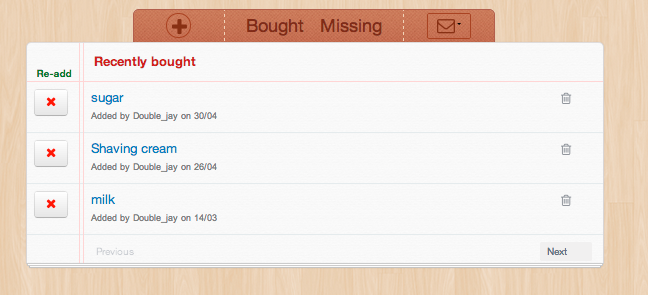 Bought Missing
Re-add
Recently bought
sugar
Added by Double_jay on 30/04
Shaving cream
Added by Double_jay on 26/04
milk
Added by Double_jay on 14/03
Previous
Next